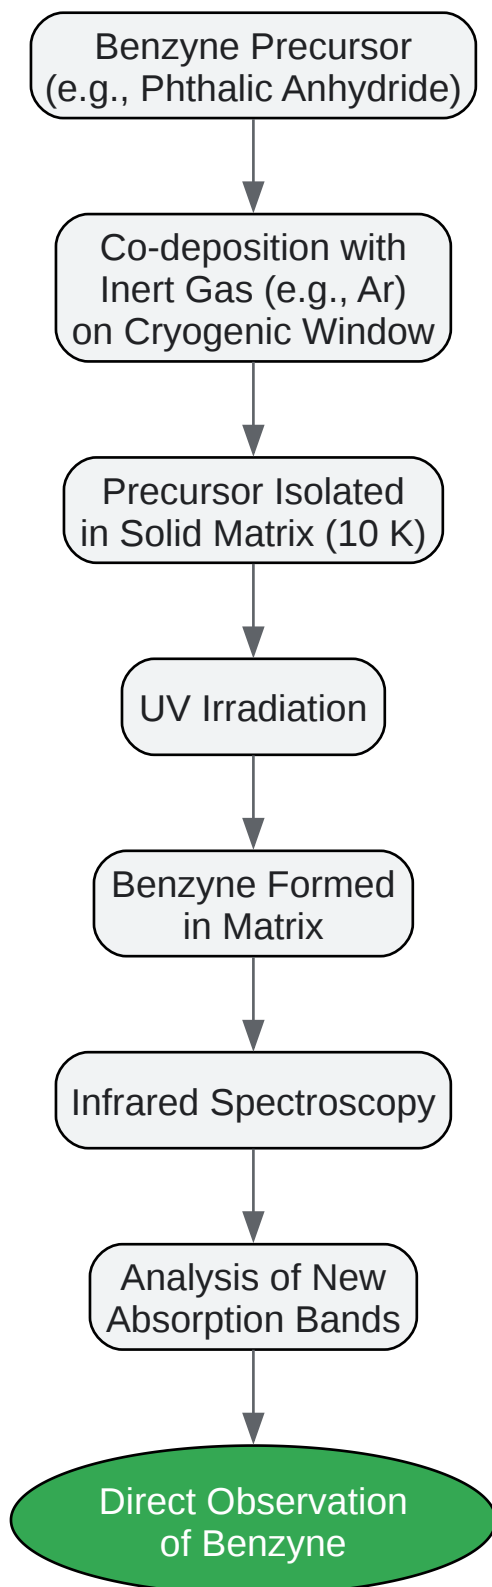 Benzyne Precursor
(e.g., Phthalic Anhydride)
Co-deposition with
Inert Gas (e.g., Ar)
on Cryogenic Window
Precursor Isolated
in Solid Matrix (10 K)
UV Irradiation
Benzyne Formed
in Matrix
Infrared Spectroscopy
Analysis of New
Absorption Bands
Direct Observation
of Benzyne